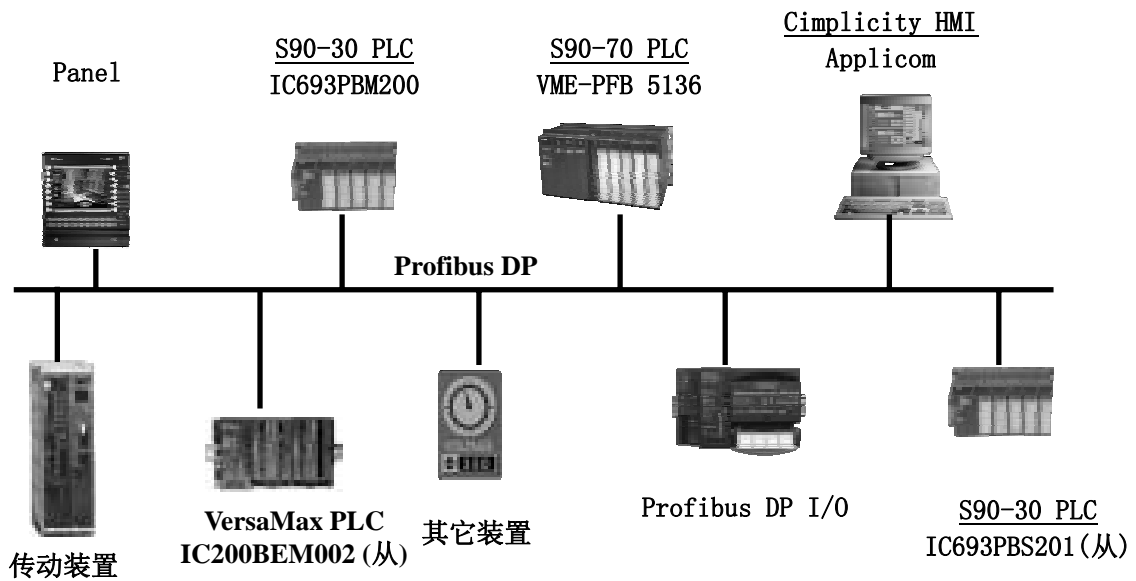 Cimplicity HMI
Applicom
S90-30 PLC
IC693PBM200
S90-70 PLC
VME-PFB 5136
Panel
Profibus DP
传动装置
VersaMax PLC
IC200BEM002 (从)
其它装置
Profibus DP I/O
S90-30 PLC
IC693PBS201(从)